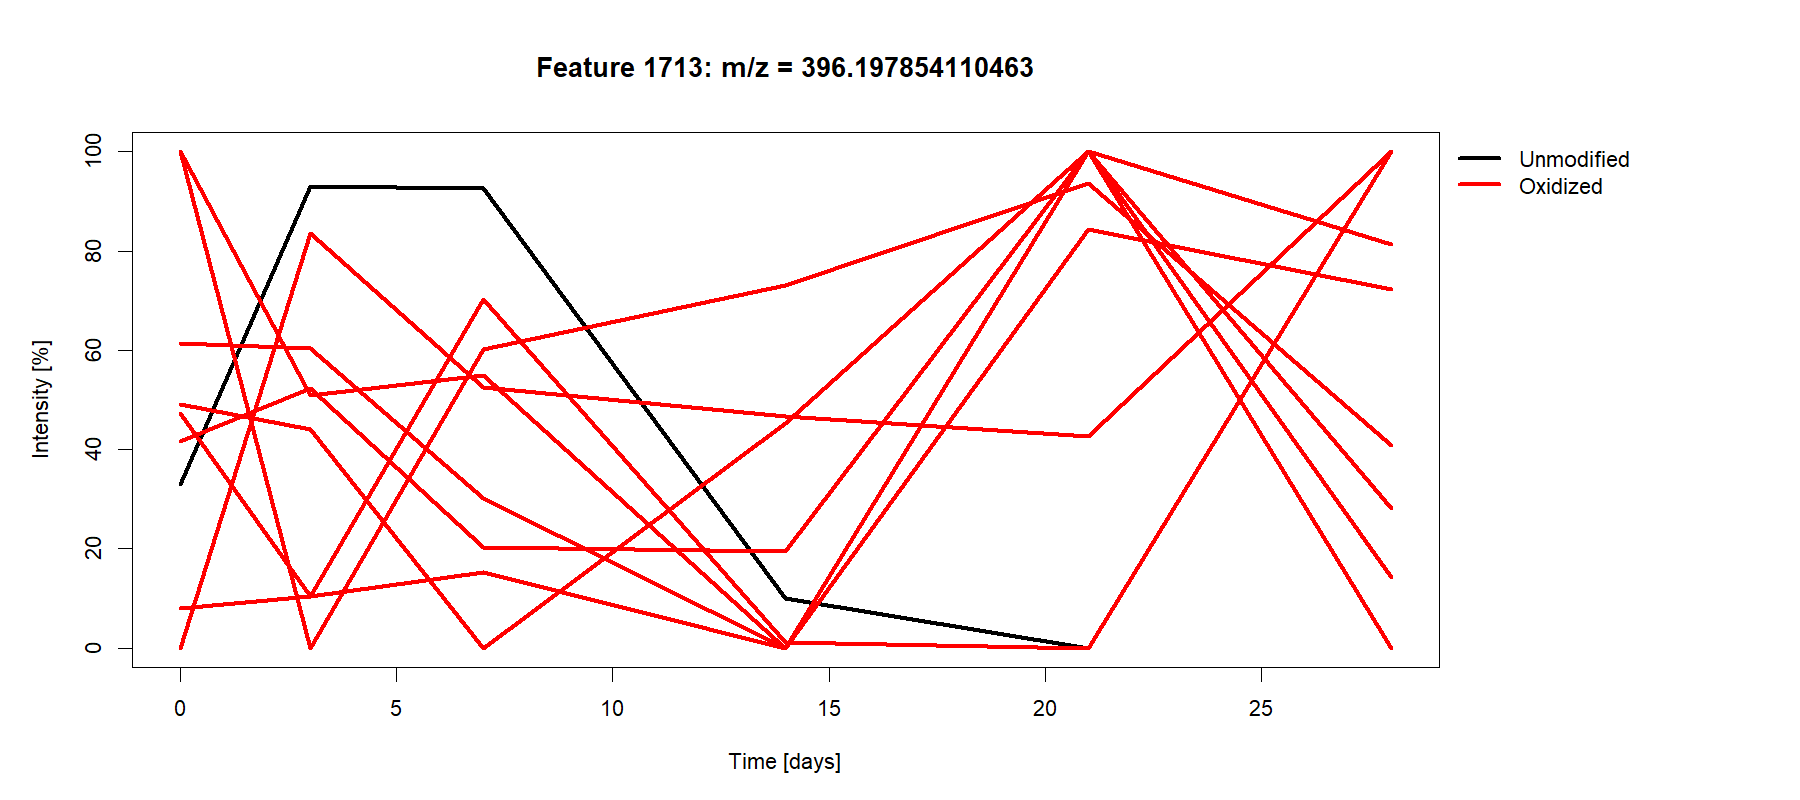 Feature 1713: m/z = 396.197854110463
Unmodified
Oxidized
Intensity [%]
100
80
60
40
20
0
0 5 10 15 20 25
Time [days]